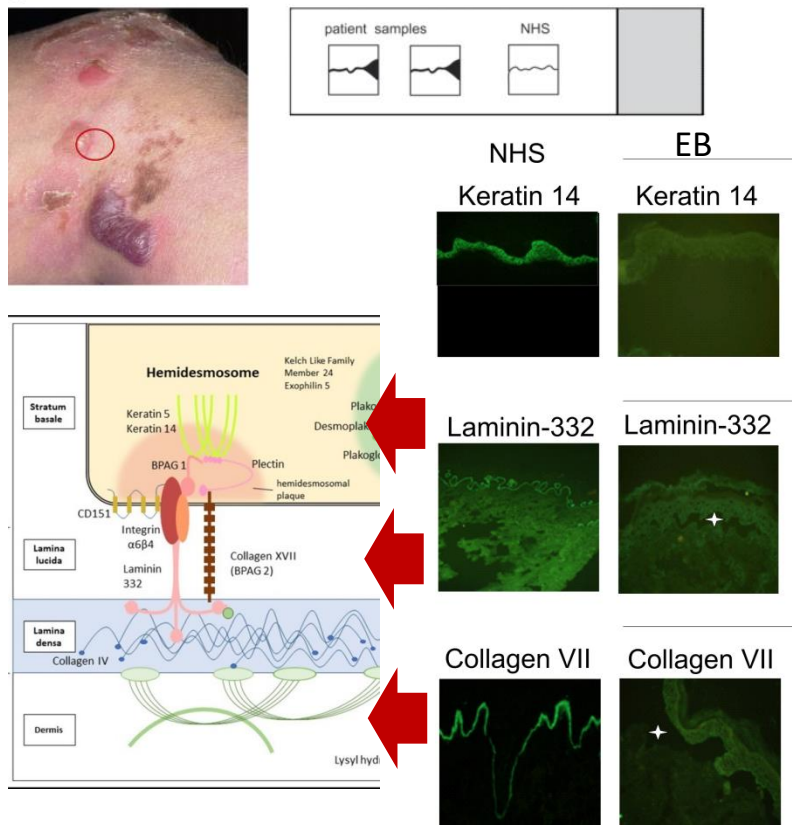 patient samples
NHS
NHS
EB
Keratin 14
Keratin 14
Hemidesmosome
Kelch Like Family
Member 24
Exophilin 5
Stratum
basale
Keratin 5
Keratin 14
Plako
Desmoplak
Plakoglo
BPAG 1
Plectin
hemidesmosomal
plaque
CD151
Integrin
α6β4
Lamina
lucida
Laminin
332
Collagen XVII
(BPAG 2)
Lamina
densa
Collagen IV
Dermis
Lysyl hydr
Laminin-332
Laminin-332
Collagen VII
Collagen VII